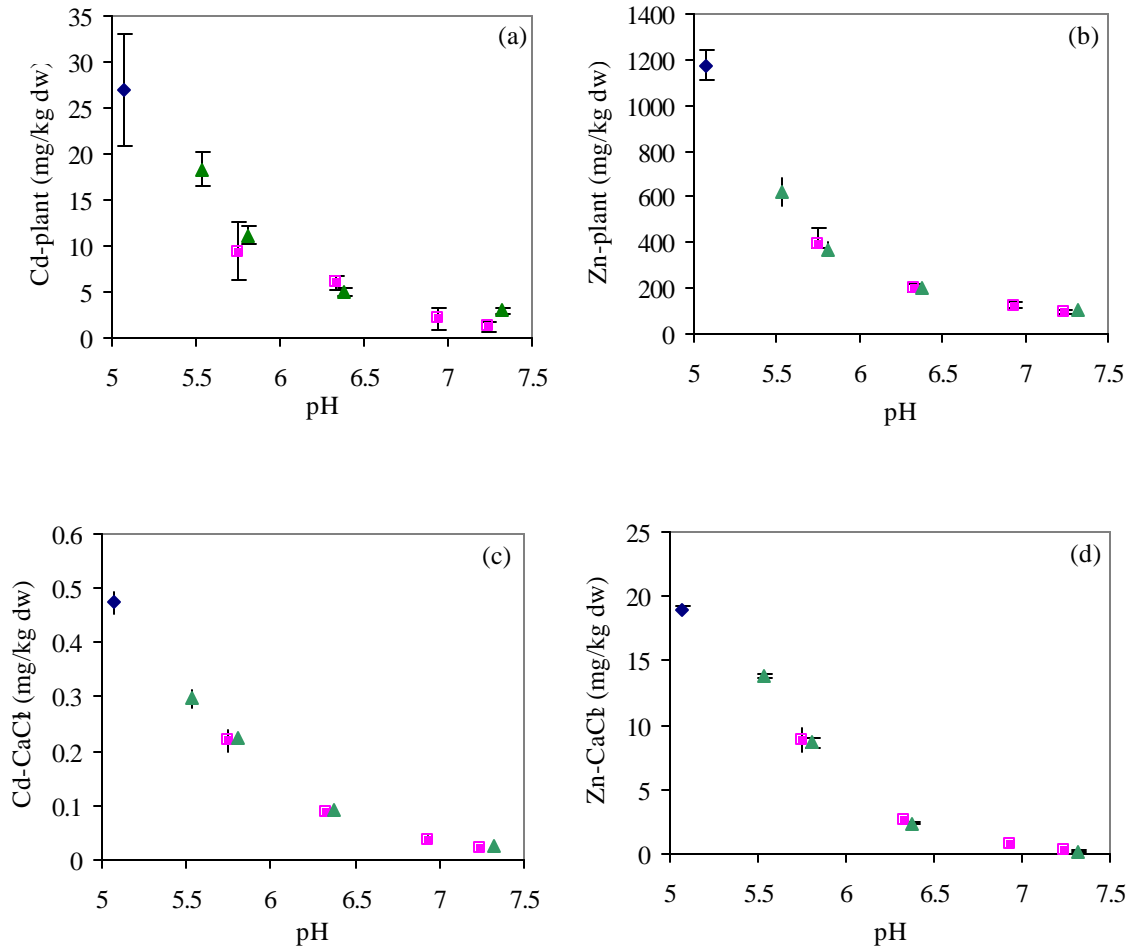 (a)
Cd-plant (mg/kg dw)
35
30
25
20
15
10
5
0
5 5.5 6 6.5 7 7.5
pH
(b)
Zn-plant (mg/kg dw)
1400
1200
1000
800
600
400
200
0
5 5.5 6 6.5 7 7.5
pH
(c)
Cd-CaCl2 (mg/kg dw)
0.6
0.5
0.4
0.3
0.2
0.1
0
5 5.5 6 6.5 7 7.5
pH
(d)
Zn-CaCl2 (mg/kg dw)
25
20
15
10
5
0
5 5.5 6 6.5 7 7.5
pH